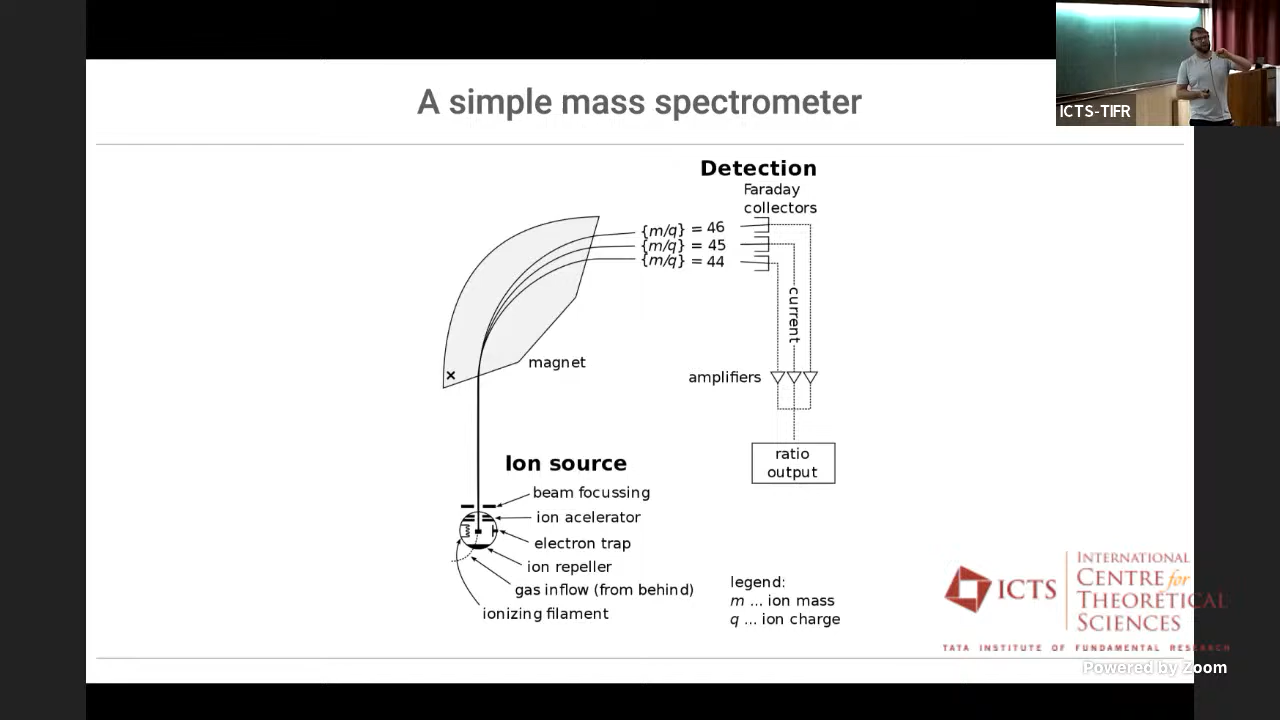 ICTS-TIFR
A simple mass spectrometer
Detection
Faraday
collectors
{m/q} = 46
{m/q} = 45
{m/q} = 44
current
magnet
amplifiers
ratio
output
Ion source
beam focussing
ion acelerator
electron trap
ion repeller
gas inflow (from behind)
ionizing filament
legend:
m ... ion mass
q ... ion charge
ICTS
INTERNATIONAL
CENTRE for
THEORETICAL
SCIENCES
TATA INSTITUTE OF FUNDAMENTAL RESEARCH
Powered by Zoom